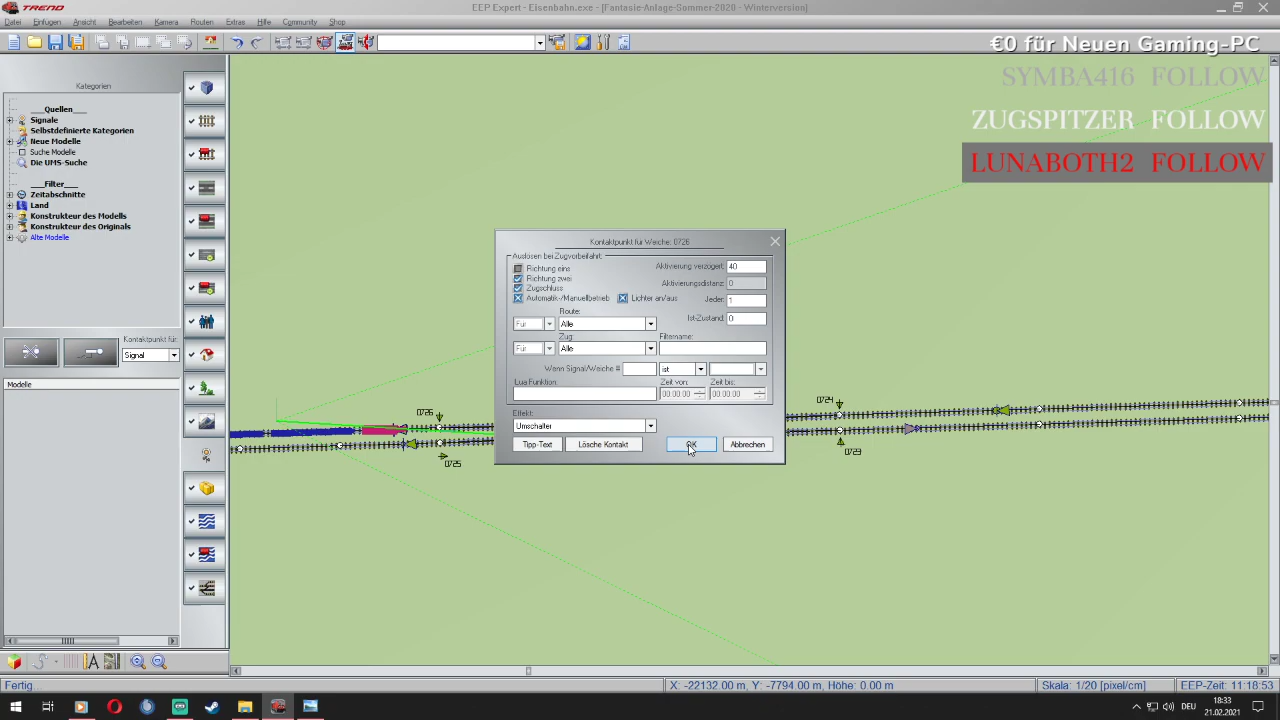 TREND
EEP Expert - Eisenbahn.exe - [Fantasie-Anlage-Sommer-2020 - Winterversion]
Datei Einfügen Ansicht Bearbeiten Kamera Routen Extras Hilfe Community Shop
€0 für Neuen Gaming-PC
SYMBA416 FOLLOW
ZUGSPITZER FOLLOW
LUNABOTH2 FOLLOW
Kategorien
___Quellen___
Signale
Selbstdefinierte Kategorien
Neue Modelle
Suche Modelle
Die UMS-Suche
___Filter___
Zeitabschnitte
Land
Konstrukteur des Modells
Konstrukteur des Originals
Alte Modelle
Kontaktpunkt für:
Signal
Modelle
Kontaktpunkt für Weiche: 0726
Auslösen bei Zugvorbeifahrt:
Richtung eins
Richtung zwei
Zugschluss
Automatik-/Manuellbetrieb
Lichter an/aus
Aktivierung verzögert: 40
Aktivierungsdistanz: 0
Jeder: 1
Ist-Zustand: 0
Route:
Für Alle
Zug: Filtername:
Für Alle
Wenn Signal/Weiche # ist
Lua Funktion: Zeit von: Zeit bis:
00:00:00 00:00:00
Effekt:
Umschalter
Tipp-Text Lösche Kontakt OK Abbrechen
0726
0725
0724
0723
Fertig...
X: -22132.00 m, Y: -7794.00 m, Höhe: 0.00 m
Skala: 1/20 [pixel/cm]
EEP-Zeit: 11:18:53
DEU
18:33
21.02.2021